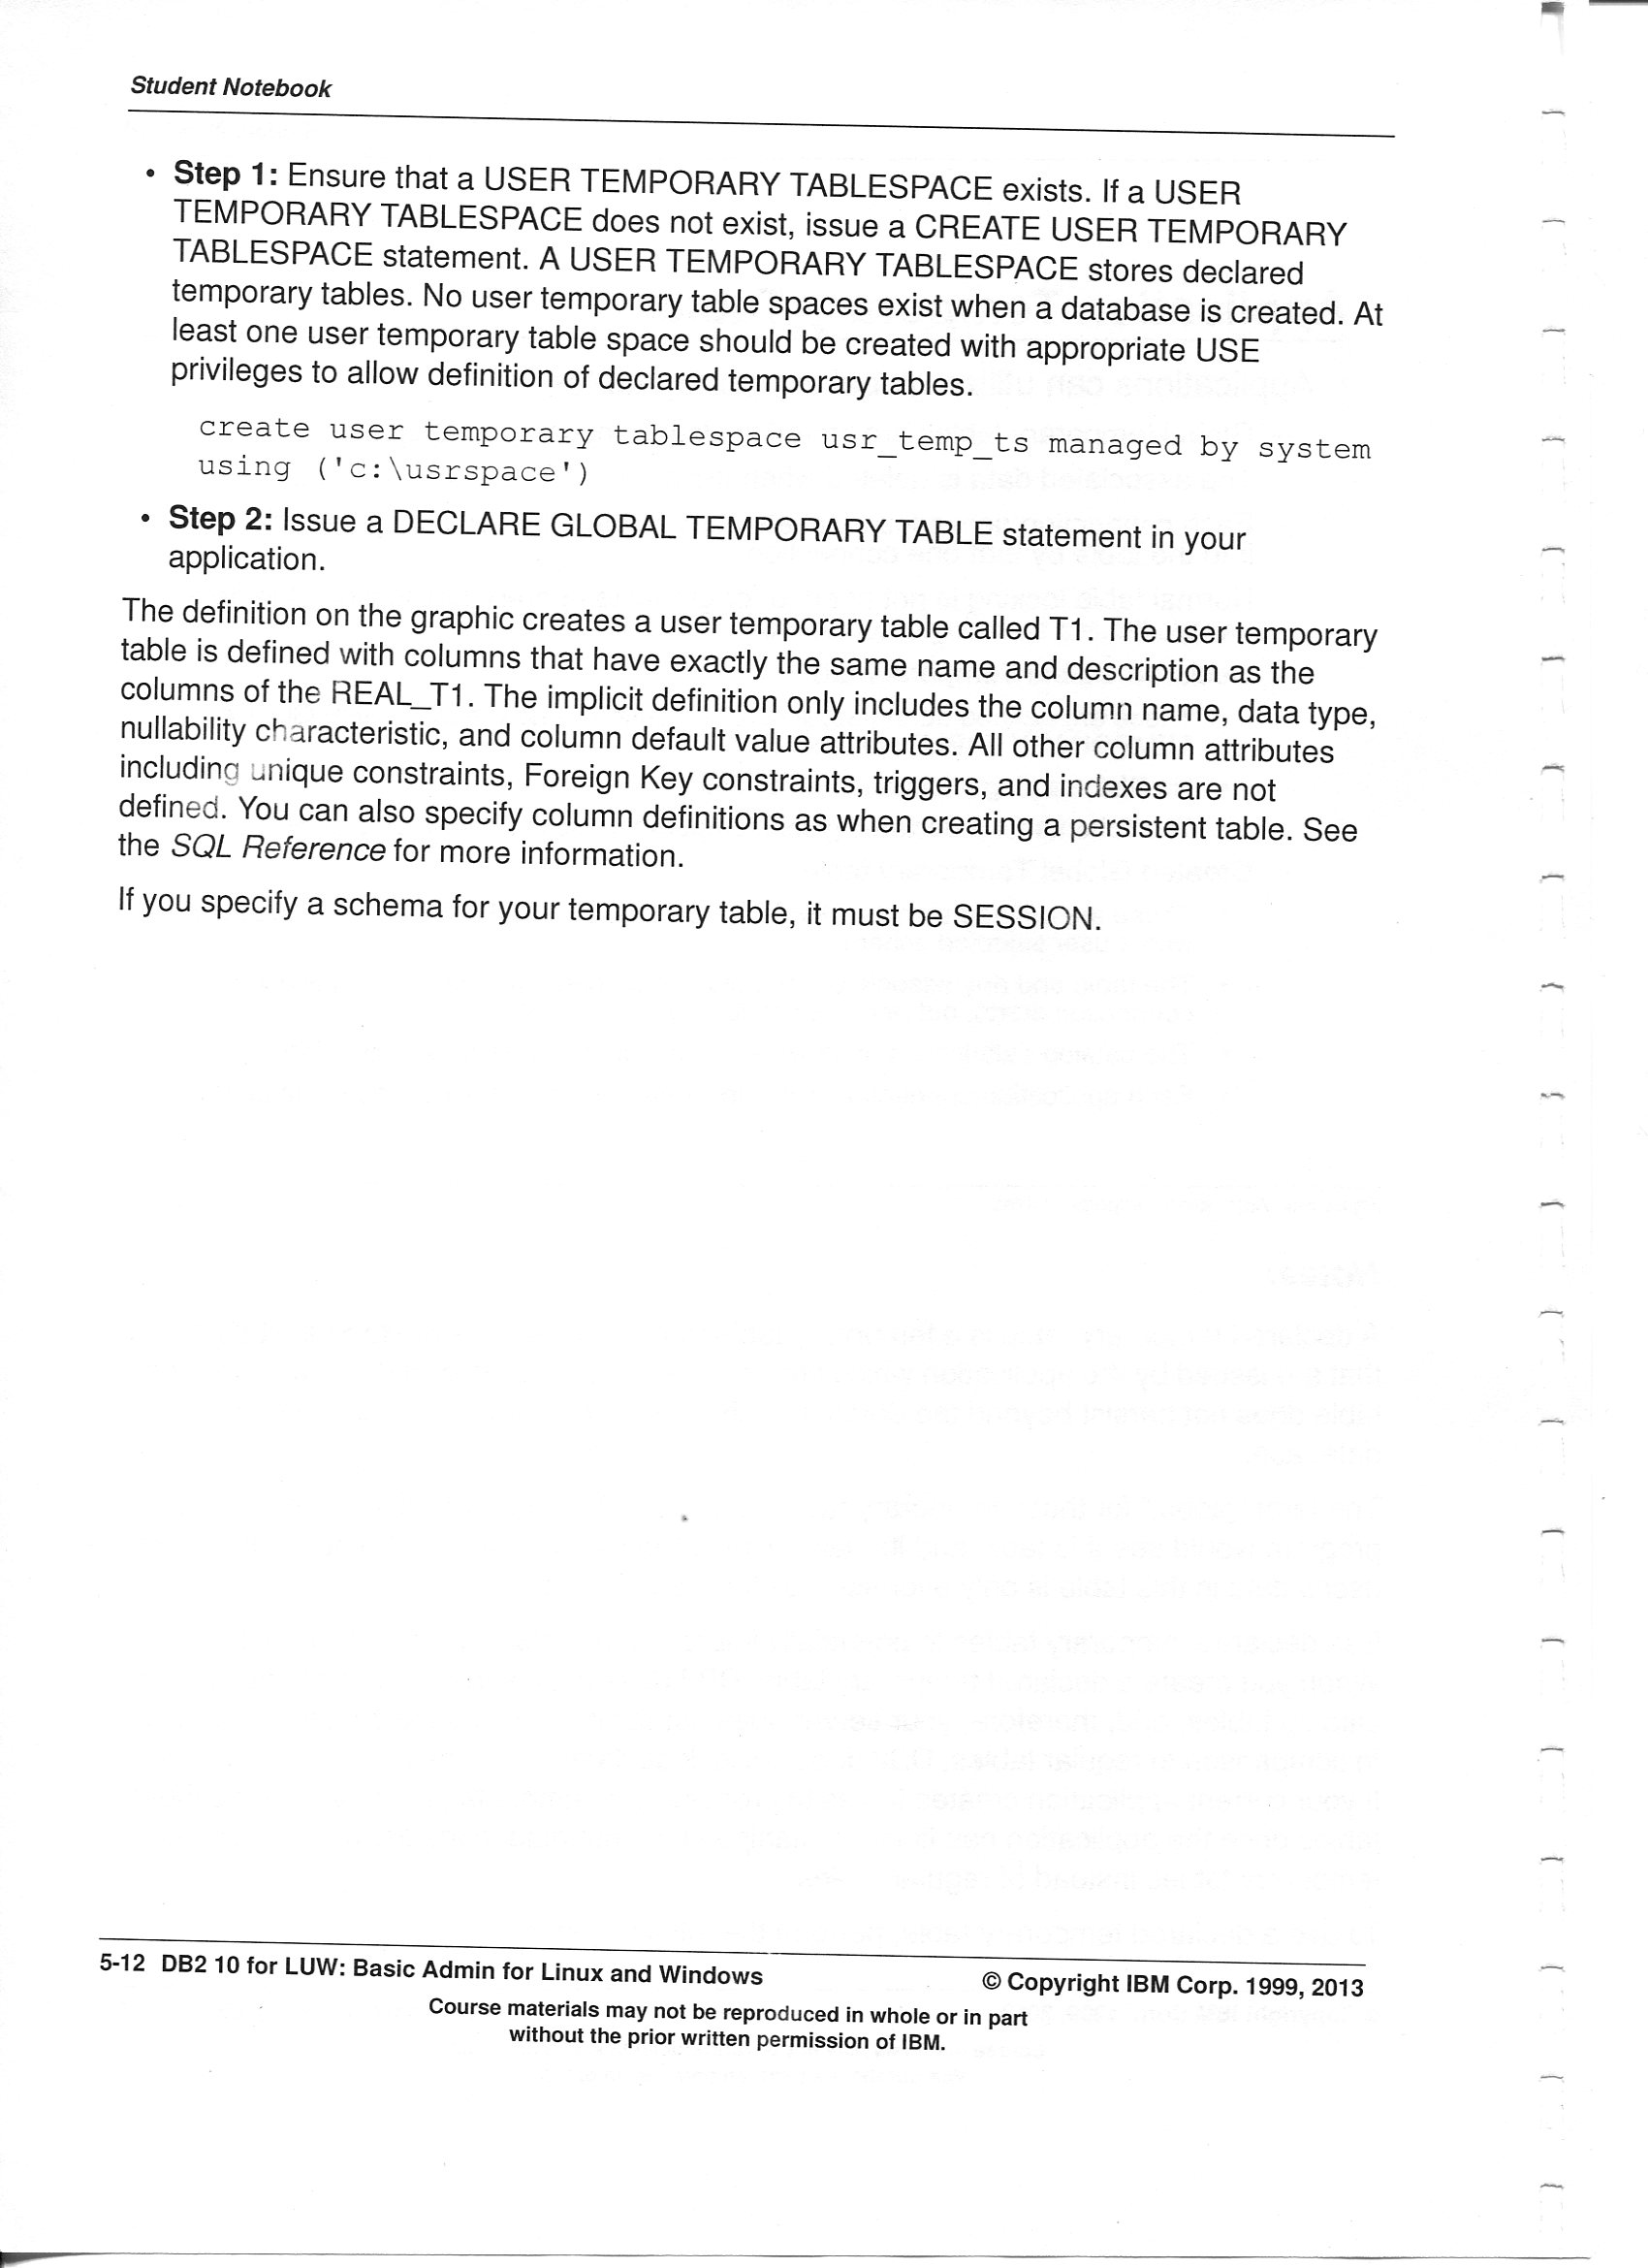 Student Notebook
• Step 1: Ensure that a USER TEMPORARY TABLESPACE exists. If a USER
TEMPORARY TABLESPACE does not exist, issue a CREATE USER TEMPORARY
TABLESPACE statement. A USER TEMPORARY TABLESPACE stores declared
temporary tables. No user temporary table spaces exist when a database is created. At
least one user temporary table space should be created with appropriate USE
privileges to allow definition of declared temporary tables.
create user temporary tablespace usr_temp_ts managed by system
using ('c:\usrspace')
• Step 2: Issue a DECLARE GLOBAL TEMPORARY TABLE statement in your
application.
The definition on the graphic creates a user temporary table called T1. The user temporary
table is defined with columns that have exactly the same name and description as the
columns of the REAL_T1. The implicit definition only includes the column name, data type,
nullability characteristic, and column default value attributes. All other column attributes
including unique constraints, Foreign Key constraints, triggers, and indexes are not
defined. You can also specify column definitions as when creating a persistent table. See
the SQL Reference for more information.
If you specify a schema for your temporary table, it must be SESSION.
5-12 DB2 10 for LUW: Basic Admin for Linux and Windows © Copyright IBM Corp. 1999, 2013
Course materials may not be reproduced in whole or in part
without the prior written permission of IBM.